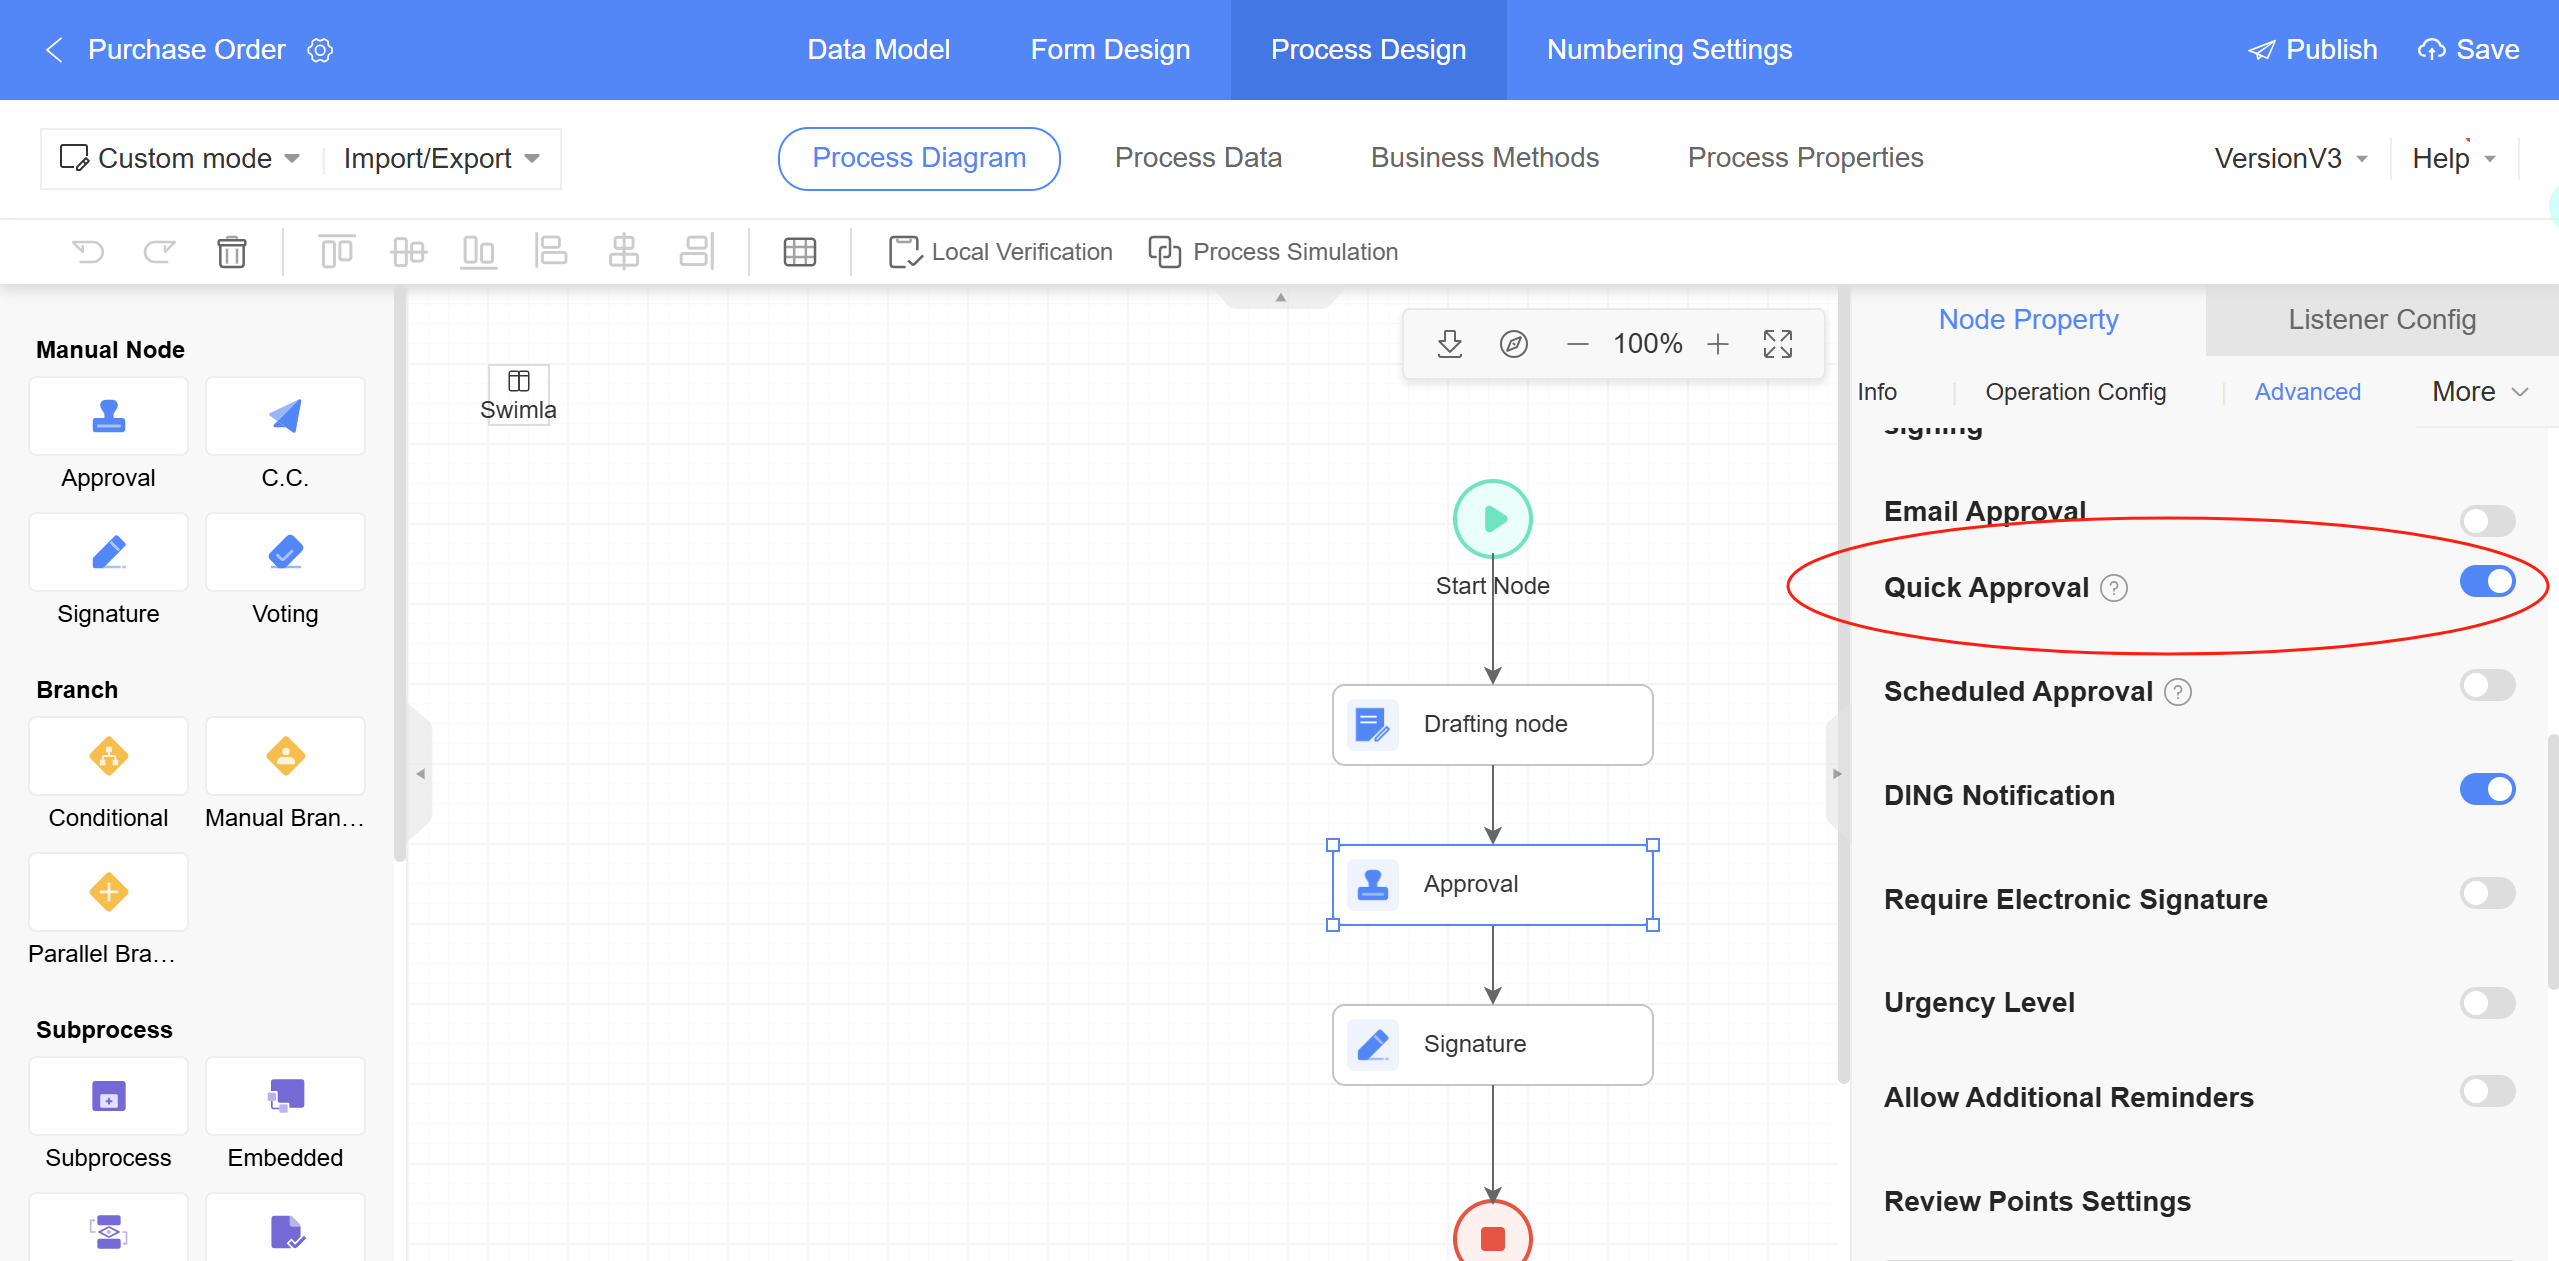 Purchase Order
Data Model
Form Design
Process Design
Numbering Settings
Publish
Save
Custom mode
Import/Export
Process Diagram
Process Data
Business Methods
Process Properties
VersionV3
Help
Local Verification
Process Simulation
Manual Node
Approval
C.C.
Signature
Voting
Branch
Conditional
Manual Bran...
Parallel Bra...
Subprocess
Subprocess
Embedded
Swimla
100%
Start Node
Drafting node
Approval
Signature
Node Property
Listener Config
Info
Operation Config
Advanced
More
signing
Email Approval
Quick Approval ?
Scheduled Approval ?
DING Notification
Require Electronic Signature
Urgency Level
Allow Additional Reminders
Review Points Settings